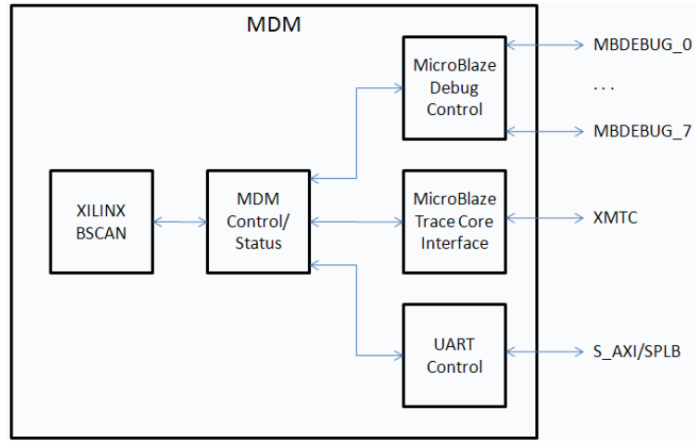 MDM
MicroBlaze
Debug
Control
MBDEBUG_0
. . .
MBDEBUG_7
XILINX
BSCAN
MDM
Control/
Status
MicroBlaze
Trace Core
Interface
XMTC
UART
Control
S_AXI/SPLB